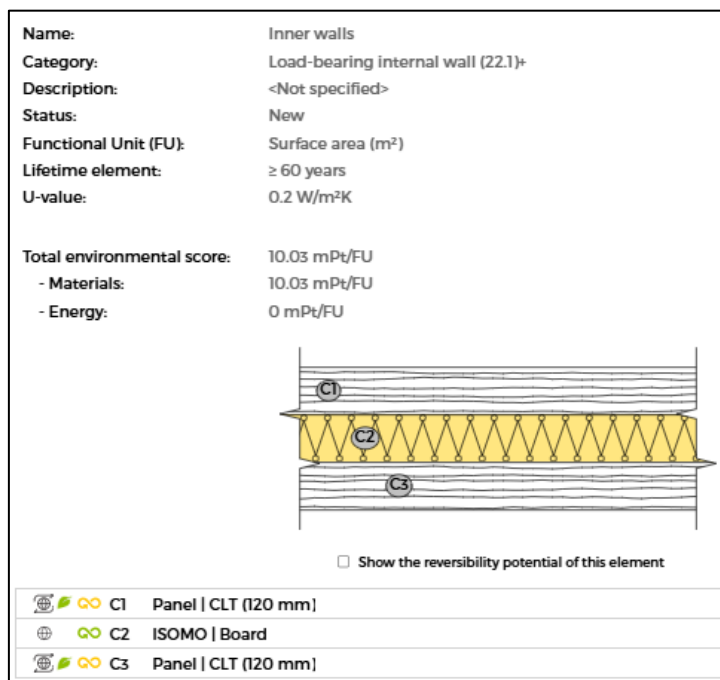 Name: Inner walls
Category: Load-bearing internal wall (22.1)+
Description: <Not specified>
Status: New
Functional Unit (FU): Surface area (m²)
Lifetime element: ≥ 60 years
U-value: 0.2 W/m²K
Total environmental score: 10.03 mPt/FU
- Materials: 10.03 mPt/FU
- Energy: 0 mPt/FU
C1
C2
C3
Show the reversibility potential of this element
C1 Panel | CLT (120 mm)
C2 ISOMO | Board
C3 Panel | CLT (120 mm)